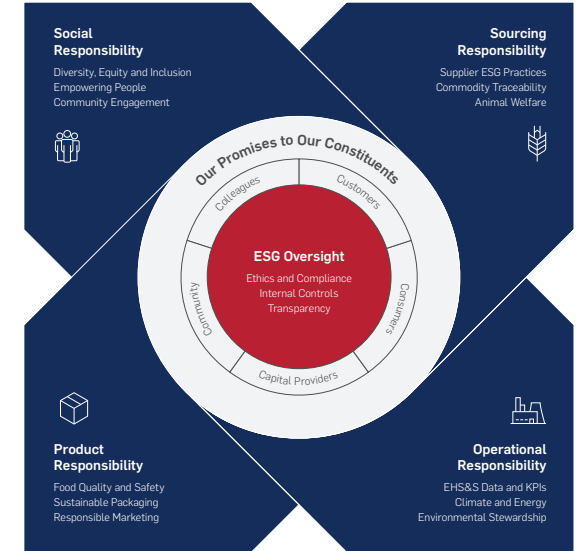 Social
Responsibility
Diversity, Equity and Inclusion
Empowering People
Community Engagement
Sourcing
Responsibility
Supplier ESG Practices
Commodity Traceability
Animal Welfare
Our Promises to Our Constituents
Colleagues
Customers
Community
Consumers
Capital Providers
ESG Oversight
Ethics and Compliance
Internal Controls
Transparency
Product
Responsibility
Food Quality and Safety
Sustainable Packaging
Responsible Marketing
Operational
Responsibility
EHS&S Data and KPIs
Climate and Energy
Environmental Stewardship